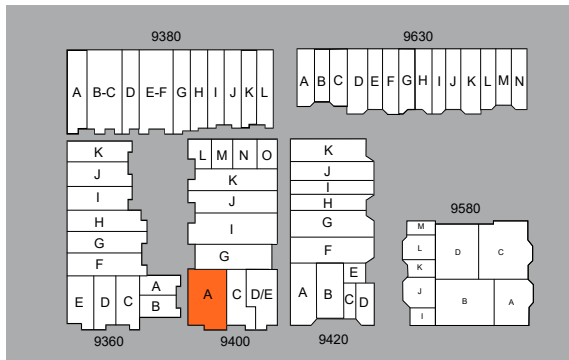 9380
9630
A B-C D E-F G H I J K L
A B C D E F G H I J K L M N
K
J
I
H
G
F
E D C A
B
9360
L M N O
K
J
I
G
A C D/E
9400
K
J
I
H
G
F
E
A B C D
9420
9580
M
L
K
J
I
D C
B A